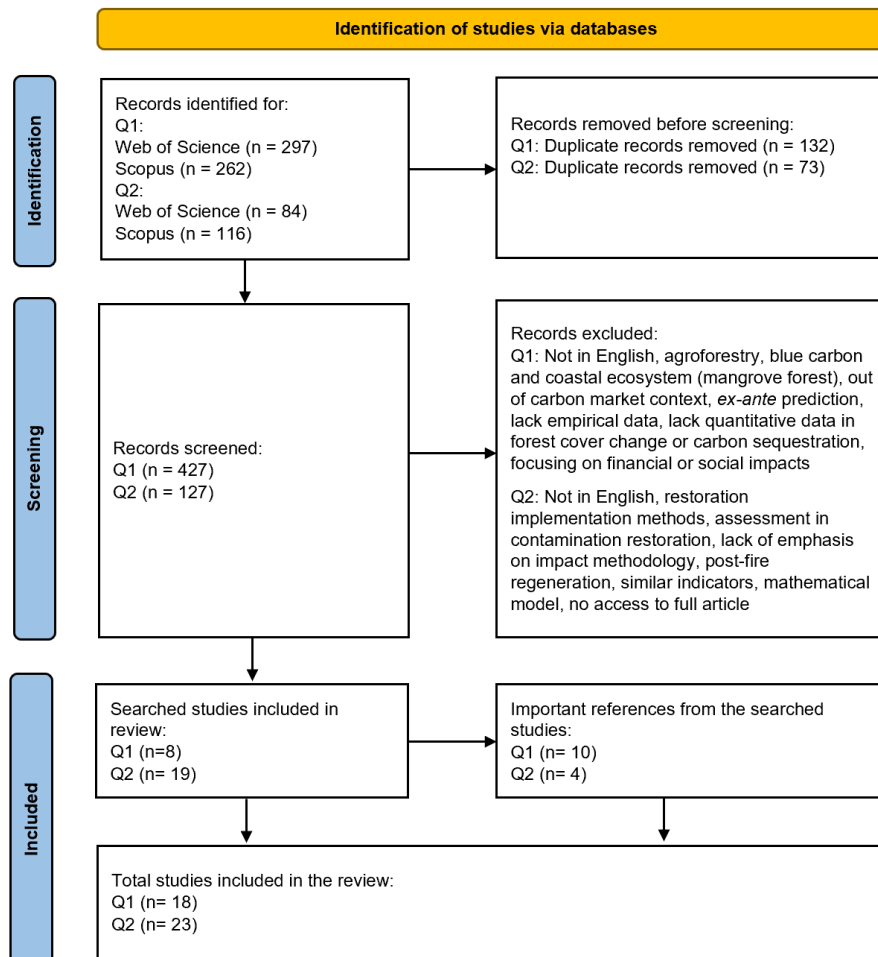 Identification of studies via databases
Identification
Records identified for:
Q1:
Web of Science (n = 297)
Scopus (n = 262)
Q2:
Web of Science (n = 84)
Scopus (n = 116)
Records removed before screening:
Q1: Duplicate records removed (n = 132)
Q2: Duplicate records removed (n = 73)
Screening
Records screened:
Q1 (n = 427)
Q2 (n = 127)
Records excluded:
Q1: Not in English, agroforestry, blue carbon
and coastal ecosystem (mangrove forest), out
of carbon market context, ex-ante prediction,
lack empirical data, lack quantitative data in
forest cover change or carbon sequestration,
focusing on financial or social impacts
Q2: Not in English, restoration
implementation methods, assessment in
contamination restoration, lack of emphasis
on impact methodology, post-fire
regeneration, similar indicators, mathematical
model, no access to full article
Included
Searched studies included in
review:
Q1 (n=8)
Q2 (n= 19)
Important references from the searched
studies:
Q1 (n= 10)
Q2 (n= 4)
Total studies included in the review:
Q1 (n= 18)
Q2 (n= 23)